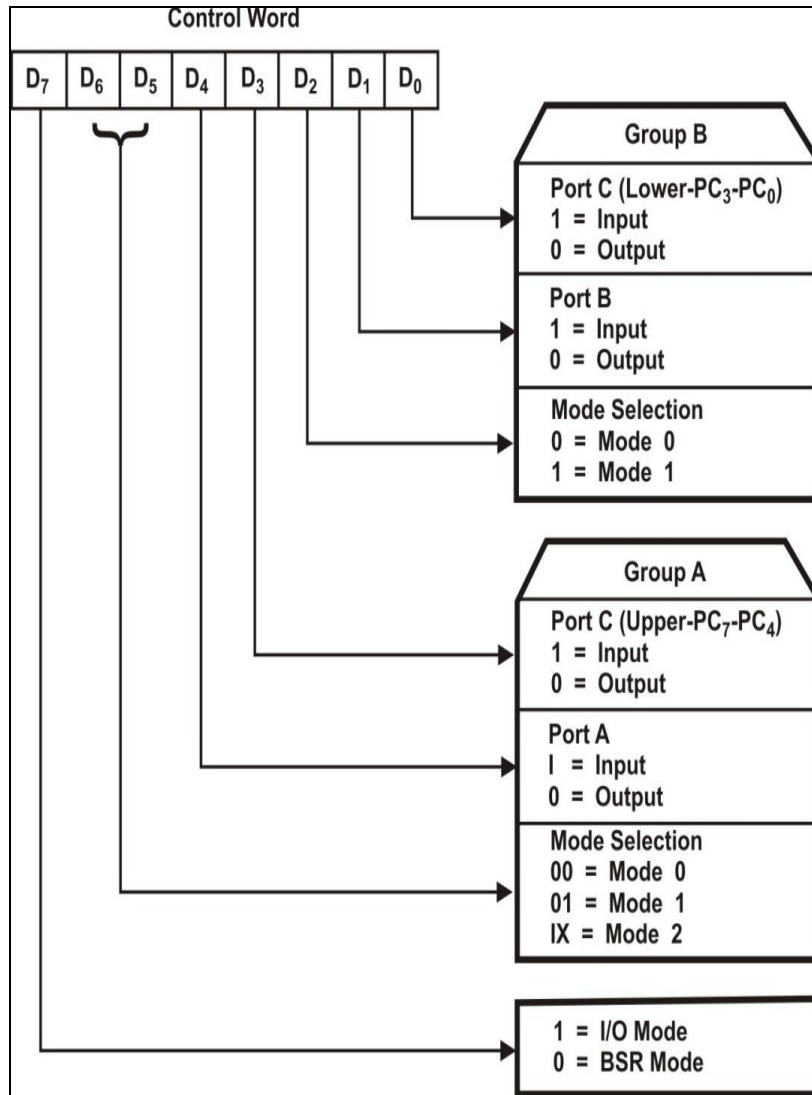 Control Word
D₇ D₆ D₅ D₄ D₃ D₂ D₁ D₀
Group B
Port C (Lower-PC₃-PC₀)
1 = Input
0 = Output
Port B
1 = Input
0 = Output
Mode Selection
0 = Mode 0
1 = Mode 1
Group A
Port C (Upper-PC₇-PC₄)
1 = Input
0 = Output
Port A
I = Input
0 = Output
Mode Selection
00 = Mode 0
01 = Mode 1
IX = Mode 2
1 = I/O Mode
0 = BSR Mode